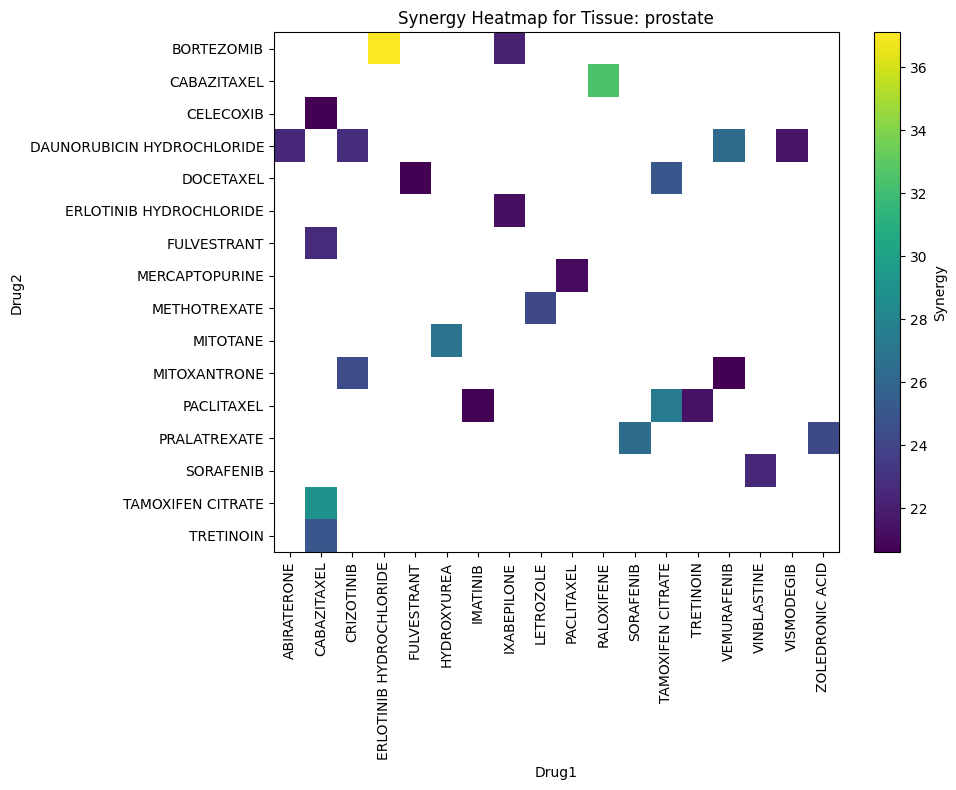 Synergy Heatmap for Tissue: prostate
BORTEZOMIB
CABAZITAXEL
CELECOXIB
DAUNORUBICIN HYDROCHLORIDE
DOCETAXEL
ERLOTINIB HYDROCHLORIDE
FULVESTRANT
MERCAPTOPURINE
METHOTREXATE
MITOTANE
MITOXANTRONE
PACLITAXEL
PRALATREXATE
SORAFENIB
TAMOXIFEN CITRATE
TRETINOIN
Drug2
ABIRATERONE
CABAZITAXEL
CRIZOTINIB
ERLOTINIB HYDROCHLORIDE
FULVESTRANT
HYDROXYUREA
IMATINIB
IXABEPILONE
LETROZOLE
PACLITAXEL
RALOXIFENE
SORAFENIB
TAMOXIFEN CITRATE
TRETINOIN
VEMURAFENIB
VINBLASTINE
VISMODEGIB
ZOLEDRONIC ACID
Drug1
36
34
32
30
28
26
24
22
Synergy